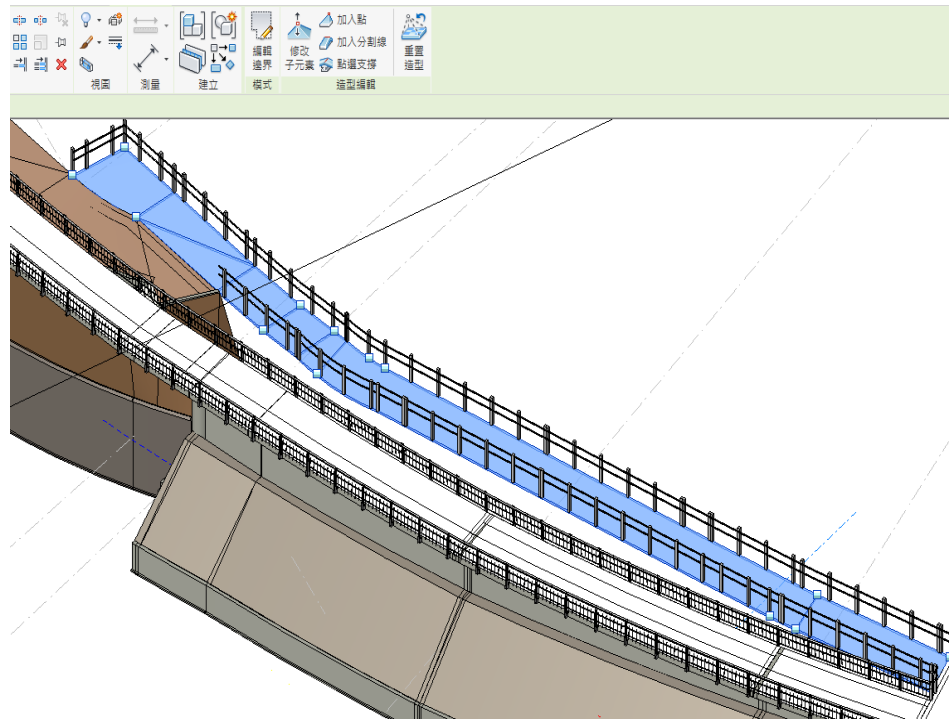 加入點
加入分割線
點選支撐
編輯
邊界
修改
子元素
重置
造型
視圖
測量
建立
模式
造型編輯